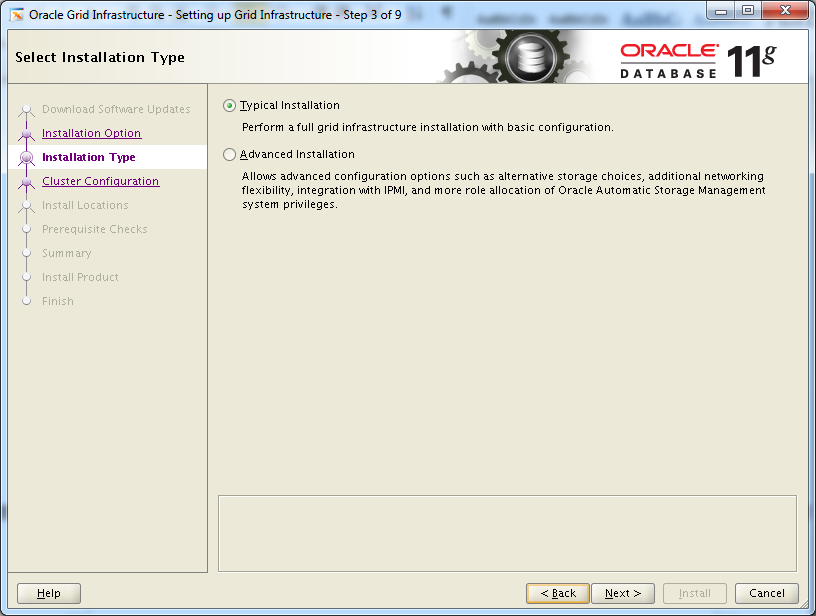 Oracle Grid Infrastructure - Setting up Grid Infrastructure - Step 3 of 9
Select Installation Type
ORACLE
DATABASE
11g
Download Software Updates
Installation Option
Installation Type
Cluster Configuration
Install Locations
Prerequisite Checks
Summary
Install Product
Finish
Typical Installation
Perform a full grid infrastructure installation with basic configuration.
Advanced Installation
Allows advanced configuration options such as alternative storage choices, additional networking
flexibility, integration with IPMI, and more role allocation of Oracle Automatic Storage Management
system privileges.
Help
< Back
Next >
Install
Cancel